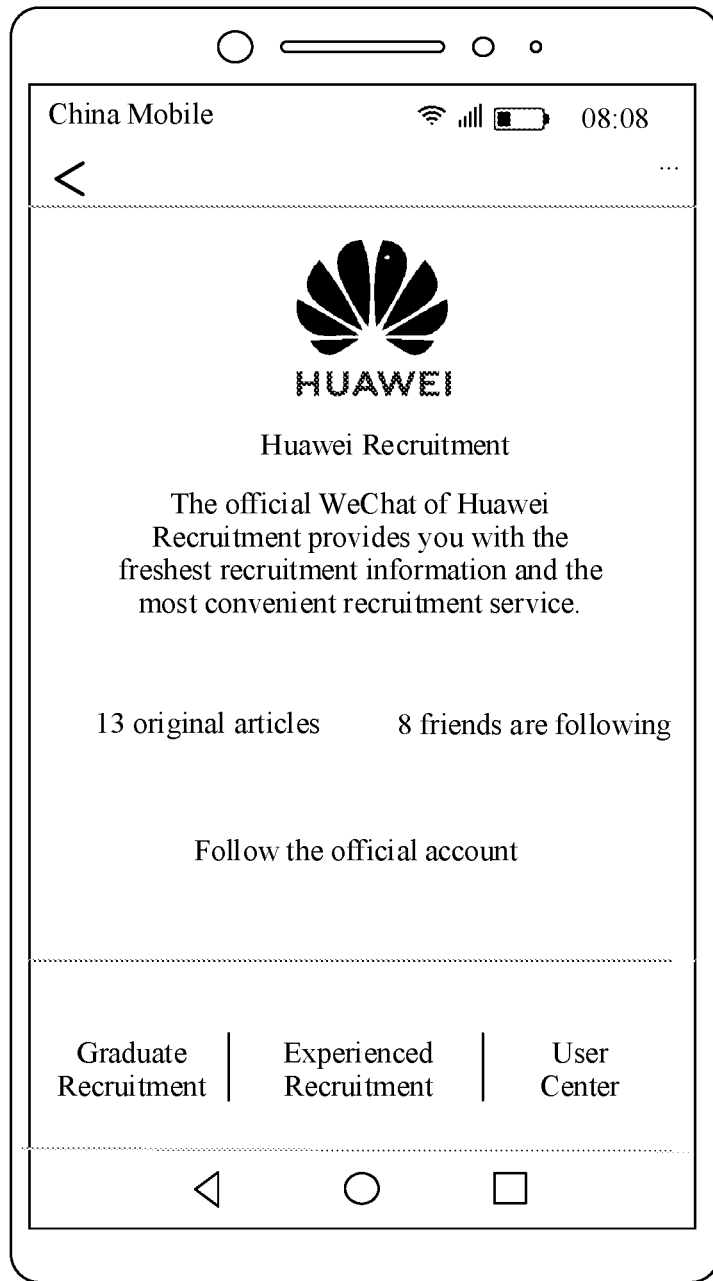 China Mobile 08:08
...
HUAWEI
Huawei Recruitment
The official WeChat of Huawei
Recruitment provides you with the
freshest recruitment information and the
most convenient recruitment service.
13 original articles 8 friends are following
Follow the official account
Graduate Experienced User
Recruitment Recruitment Center